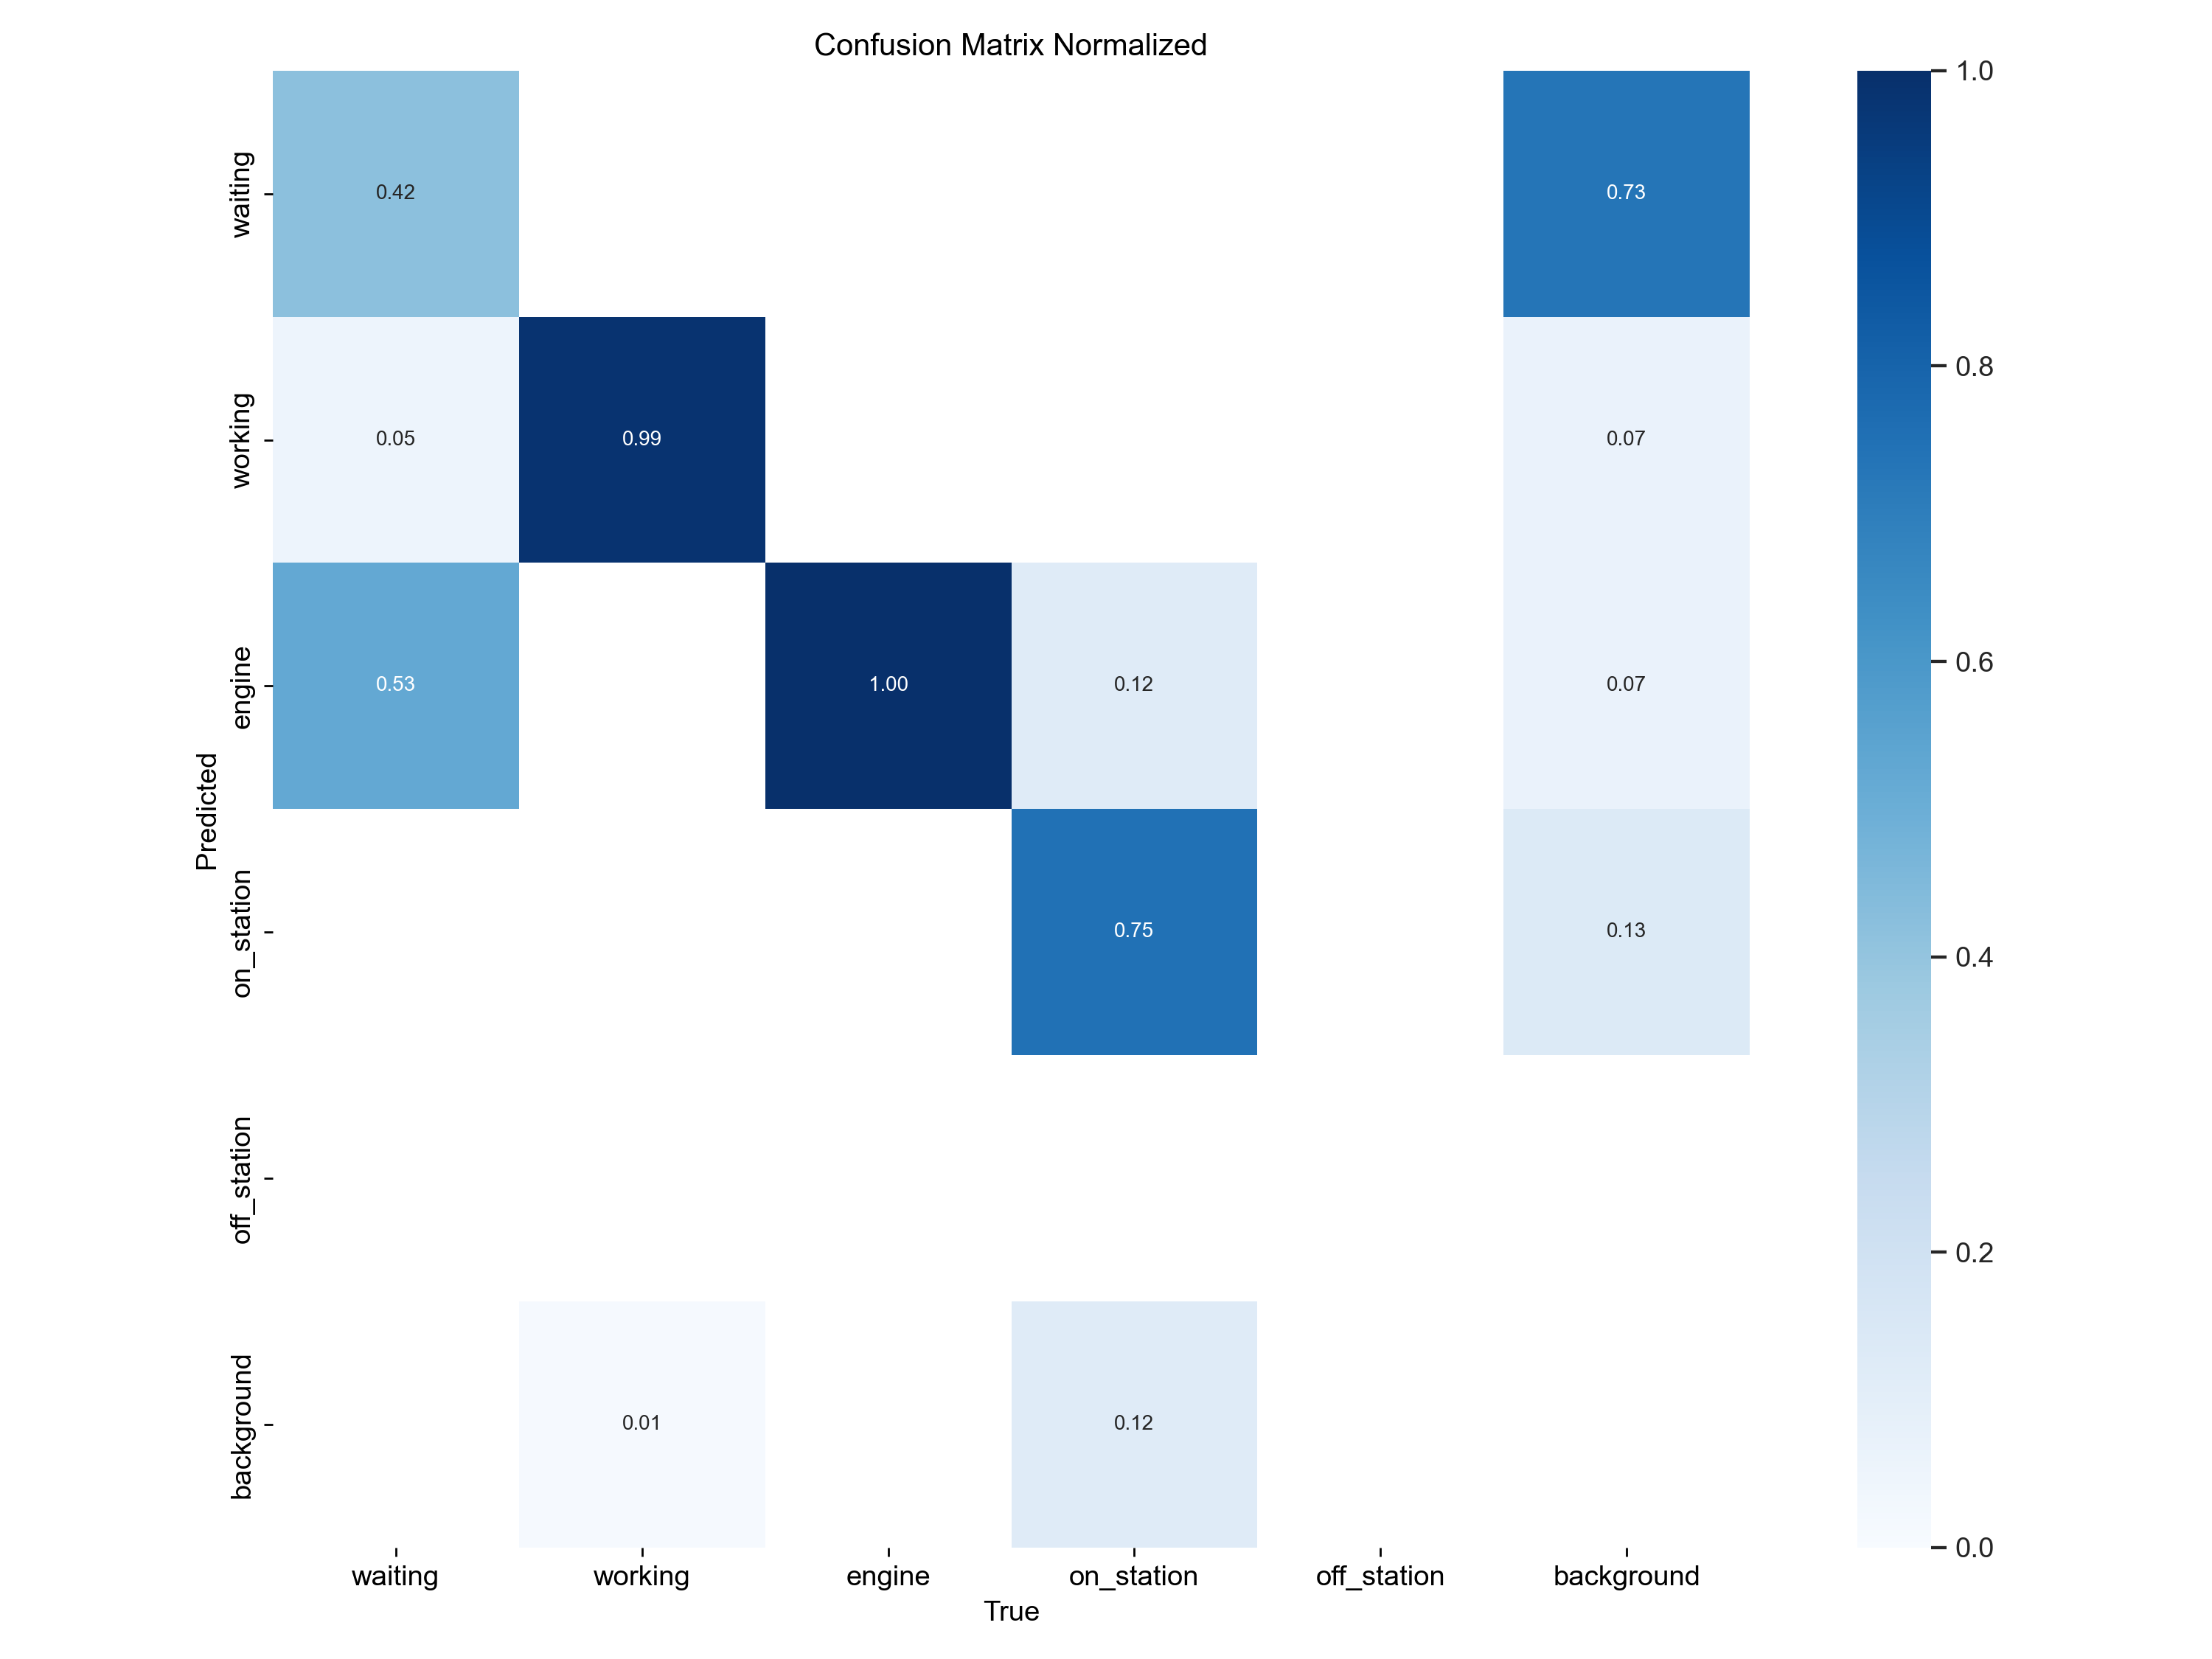 Confusion Matrix Normalized
waiting
0.42
0.73
working
0.05
0.99
0.07
engine
0.53
1.00
0.12
0.07
on_station
0.75
0.13
off_station
background
0.01
0.12
Predicted
waiting
working
engine
on_station
off_station
background
True
1.0
0.8
0.6
0.4
0.2
0.0